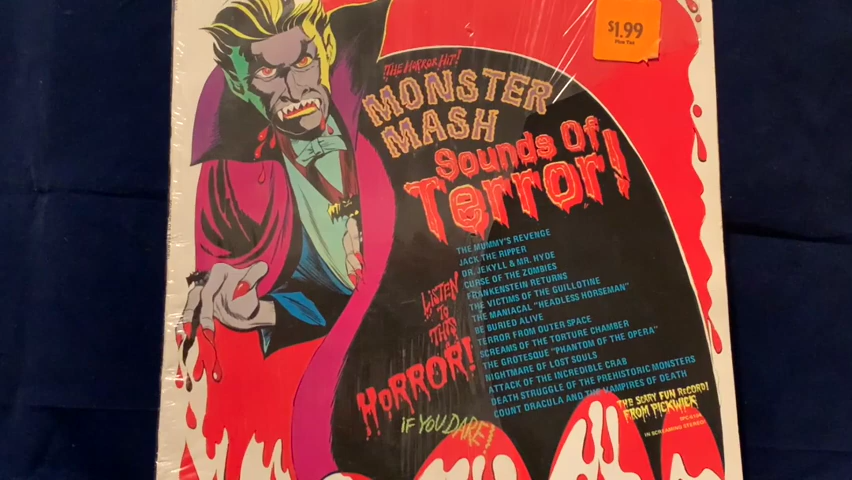 $1.99
Plus Tax
THE HORROR HIT!
MONSTER
MASH
Sounds Of
Terror!
THE MUMMY'S REVENGE
JACK THE RIPPER
DR. JEKYLL & MR. HYDE
CURSE OF THE ZOMBIES
FRANKENSTEIN RETURNS
THE VICTIMS OF THE GUILLOTINE
THE MANIACAL "HEADLESS HORSEMAN"
BE BURIED ALIVE
TERROR FROM OUTER SPACE
SCREAMS OF THE TORTURE CHAMBER
THE GROTESQUE "PHANTOM OF THE OPERA"
NIGHTMARE OF LOST SOULS
ATTACK OF THE INCREDIBLE CRAB
DEATH STRUGGLE OF THE PREHISTORIC MONSTERS
COUNT DRACULA AND THE VAMPIRES OF DEATH
LISTEN
TO
THIS
HORROR!
IF YOU DARE!
THE SCARY FUN RECORD!
FROM PICKWICK
IN SCREAMING STEREO!